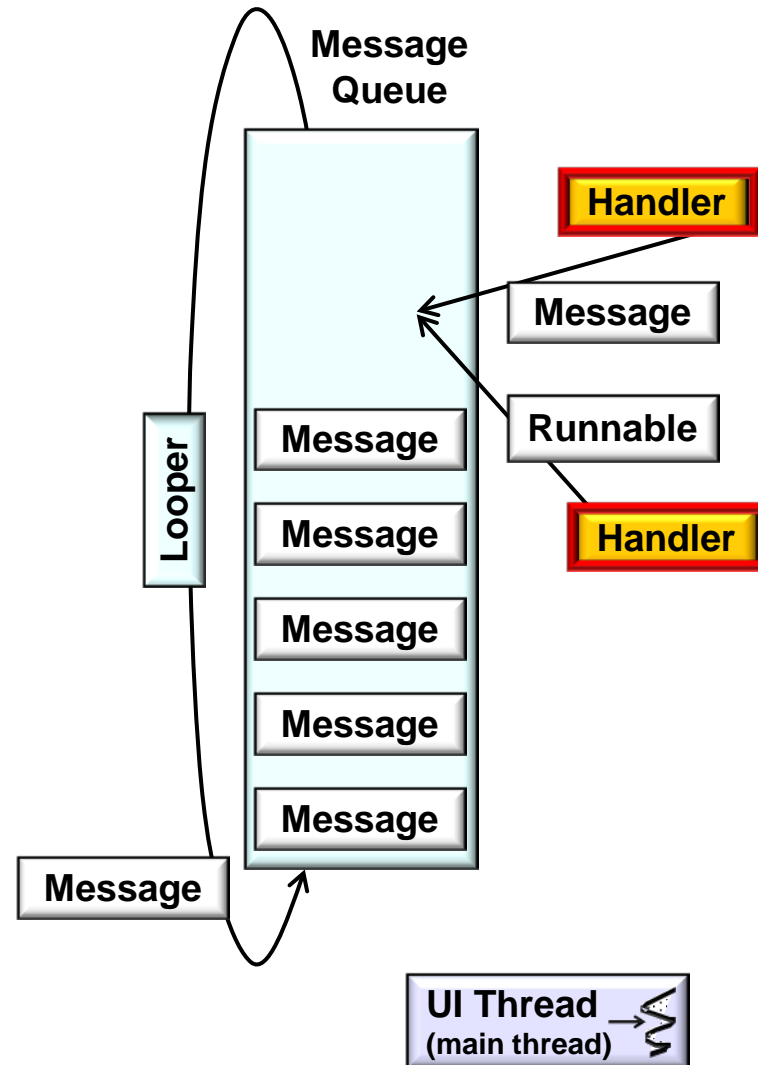 Message
Queue
Handler
Message
Runnable
Handler
Looper
Message
Message
Message
Message
Message
Message
UI Thread
(main thread)